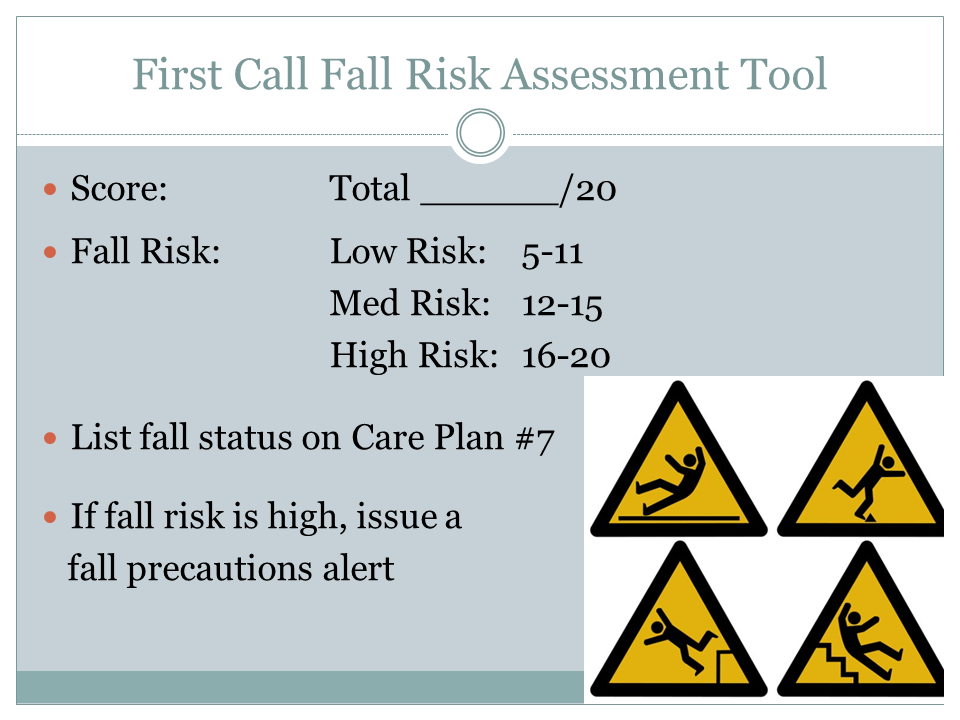 First Call Fall Risk Assessment Tool
Score: Total ______/20
Fall Risk: Low Risk: 5-11
Med Risk: 12-15
High Risk: 16-20
List fall status on Care Plan #7
If fall risk is high, issue a
fall precautions alert